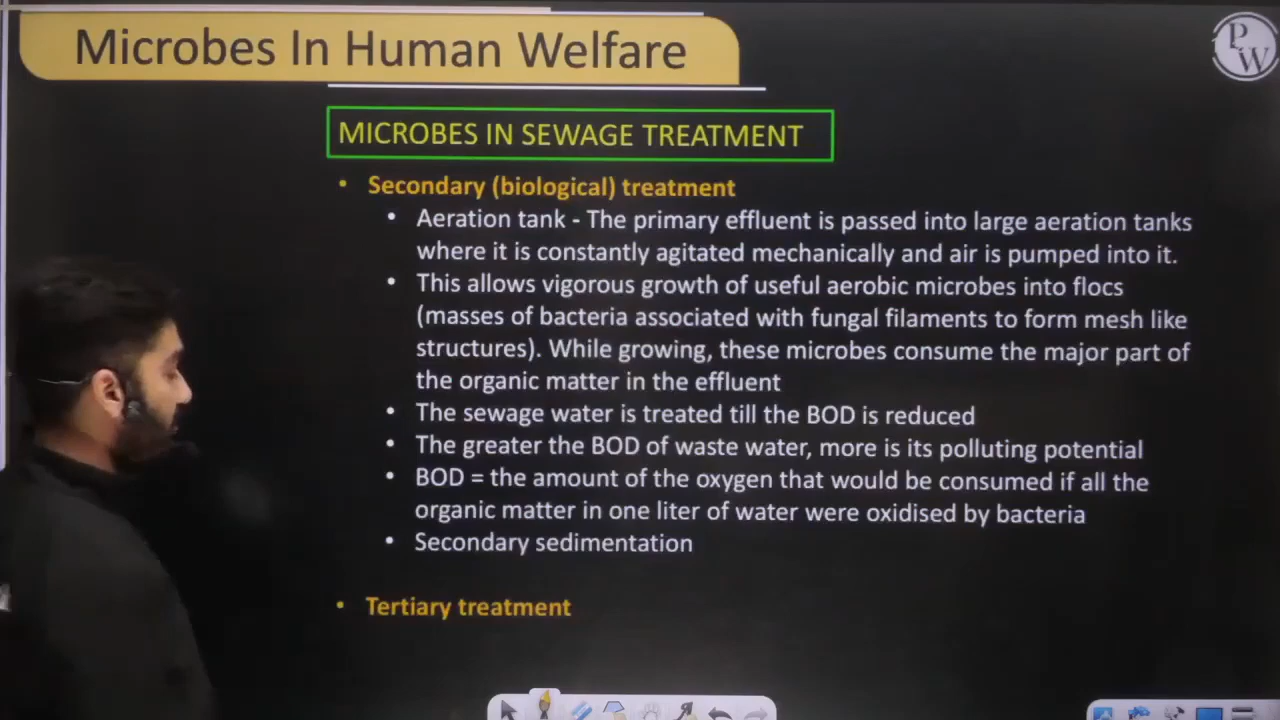 Microbes In Human Welfare
PW
MICROBES IN SEWAGE TREATMENT
• Secondary (biological) treatment
• Aeration tank - The primary effluent is passed into large aeration tanks
where it is constantly agitated mechanically and air is pumped into it.
• This allows vigorous growth of useful aerobic microbes into flocs
(masses of bacteria associated with fungal filaments to form mesh like
structures). While growing, these microbes consume the major part of
the organic matter in the effluent
• The sewage water is treated till the BOD is reduced
• The greater the BOD of waste water, more is its polluting potential
• BOD = the amount of the oxygen that would be consumed if all the
organic matter in one liter of water were oxidised by bacteria
• Secondary sedimentation
• Tertiary treatment